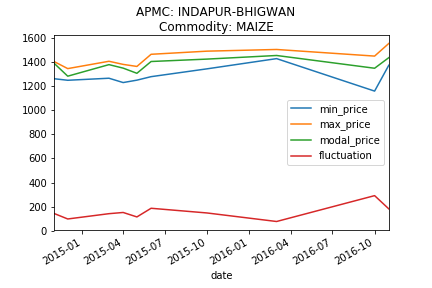 APMC: INDAPUR-BHIGWAN
Commodity: MAIZE
1600
1400
1200
1000
800
600
400
200
0
min_price
max_price
modal_price
fluctuation
2015-01
2015-04
2015-07
2015-10
2016-01
2016-04
2016-07
2016-10
date